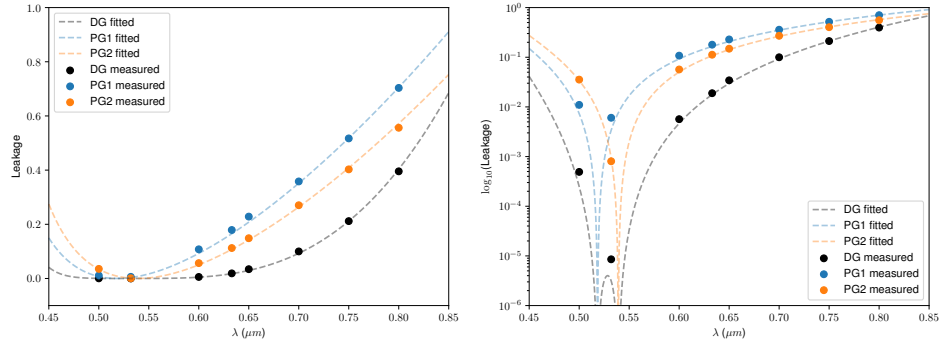 1.0
0.8
0.6
0.4
0.2
0.0
Leakage
0.45 0.50 0.55 0.60 0.65 0.70 0.75 0.80 0.85
λ (μm)
DG fitted
PG1 fitted
PG2 fitted
DG measured
PG1 measured
PG2 measured
10⁰
10⁻¹
10⁻²
10⁻³
10⁻⁴
10⁻⁵
10⁻⁶
log₁₀(Leakage)
0.45 0.50 0.55 0.60 0.65 0.70 0.75 0.80 0.85
λ (μm)
DG fitted
PG1 fitted
PG2 fitted
DG measured
PG1 measured
PG2 measured